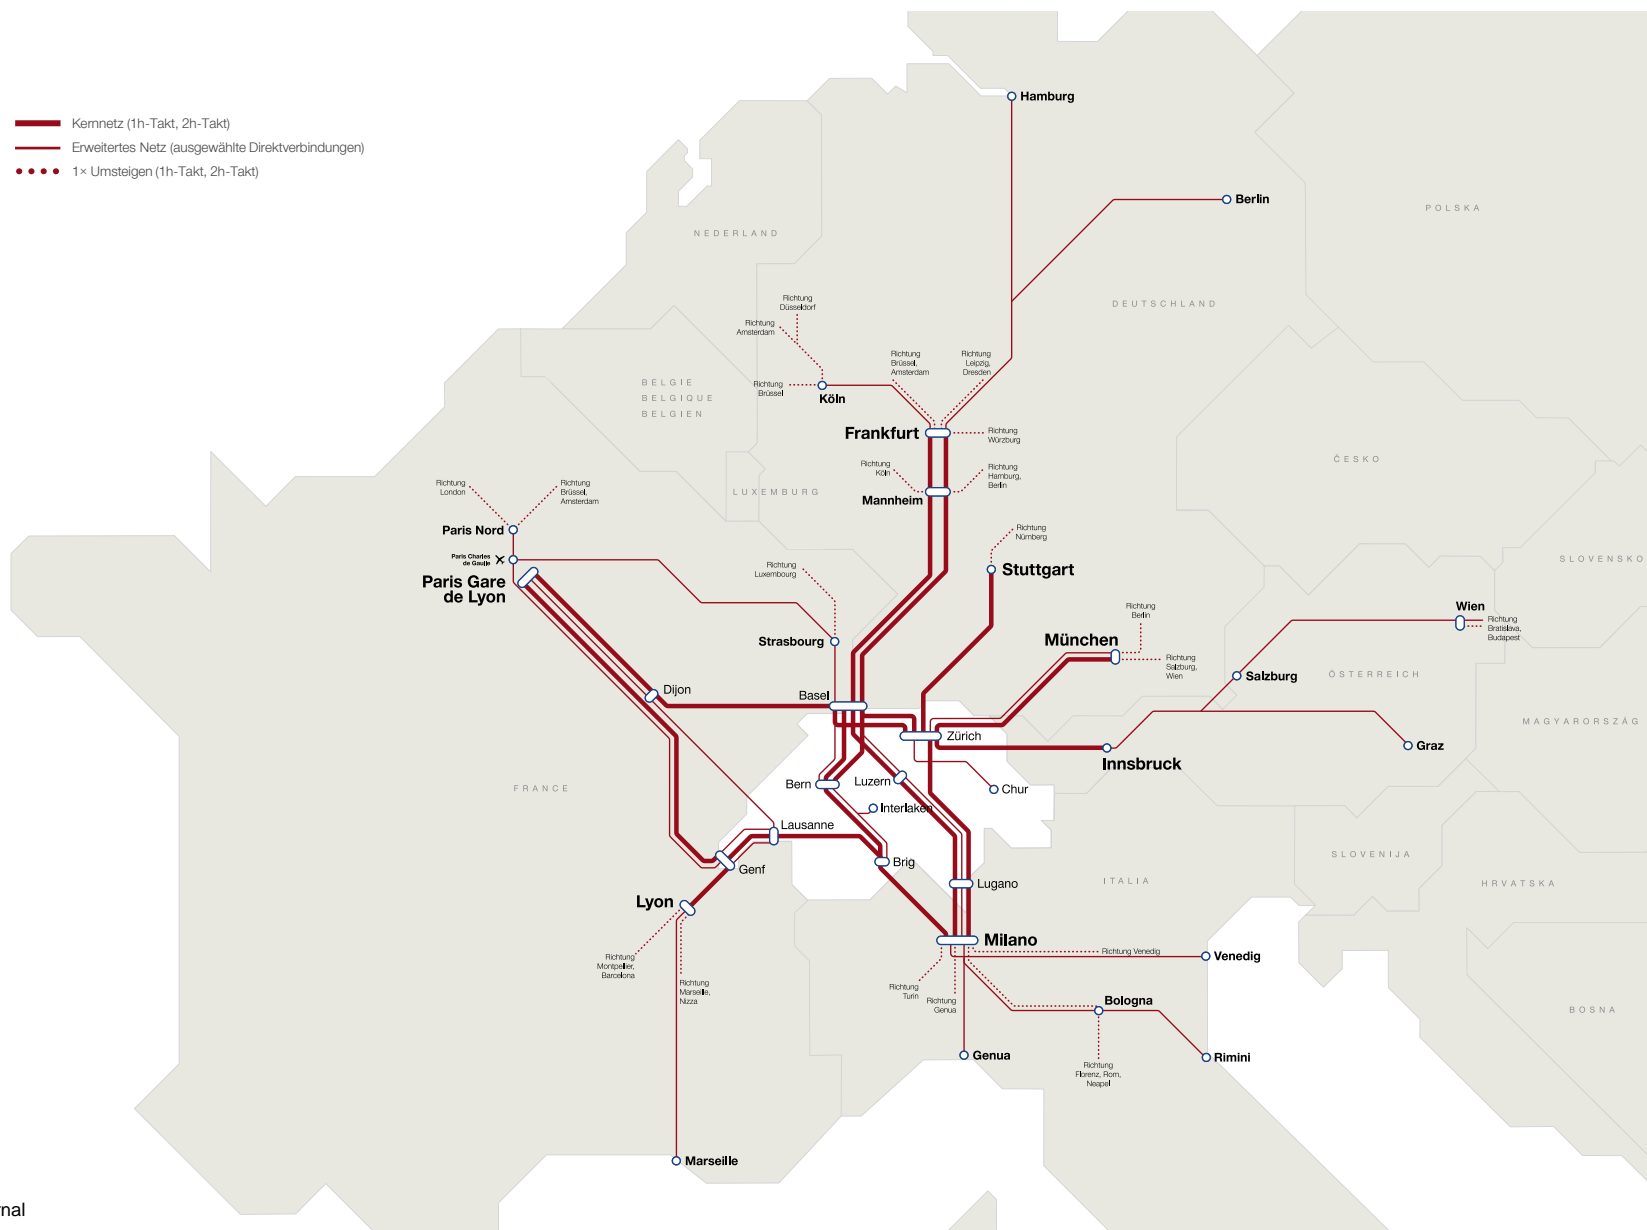 Kernnetz (1h-Takt, 2h-Takt)
Erweitertes Netz (ausgewählte Direktverbindungen)
1× Umsteigen (1h-Takt, 2h-Takt)
Hamburg
Berlin
POLSKA
NEDERLAND
DEUTSCHLAND
Richtung
Düsseldorf
Richtung
Amsterdam
Richtung
Brüssel,
Amsterdam
Richtung
Leipzig,
Dresden
BELGIE
BELGIQUE
BELGIEN
Richtung
Brüssel
Köln
Frankfurt
Richtung
Würzburg
ČESKO
Richtung
Köln
Richtung
Hamburg,
Berlin
LUXEMBURG
Mannheim
Richtung
London
Richtung
Brüssel,
Amsterdam
Paris Nord
Richtung
Nürnberg
Paris Charles
de Gaulle
SLOVENSKO
Richtung
Luxembourg
Stuttgart
Paris Gare
de Lyon
Wien
Richtung
Bratislava,
Budapest
Richtung
Berlin
Strasbourg
München
Richtung
Salzburg,
Wien
Salzburg
ÖSTERREICH
Dijon
Basel
MAGYARORSZÁG
Zürich
Graz
Innsbruck
FRANCE
Bern
Luzern
Chur
Interlaken
Lausanne
SLOVENIJA
Brig
Genf
Lugano
ITALIA
HRVATSKA
Lyon
Milano
Richtung Venedig
Venedig
Richtung
Montpellier,
Barcelona
Richtung
Marseille,
Nizza
Richtung
Turin
Richtung
Genua
Bologna
BOSNA
Genua
Rimini
Richtung
Florenz, Rom,
Neapel
Marseille
rnal